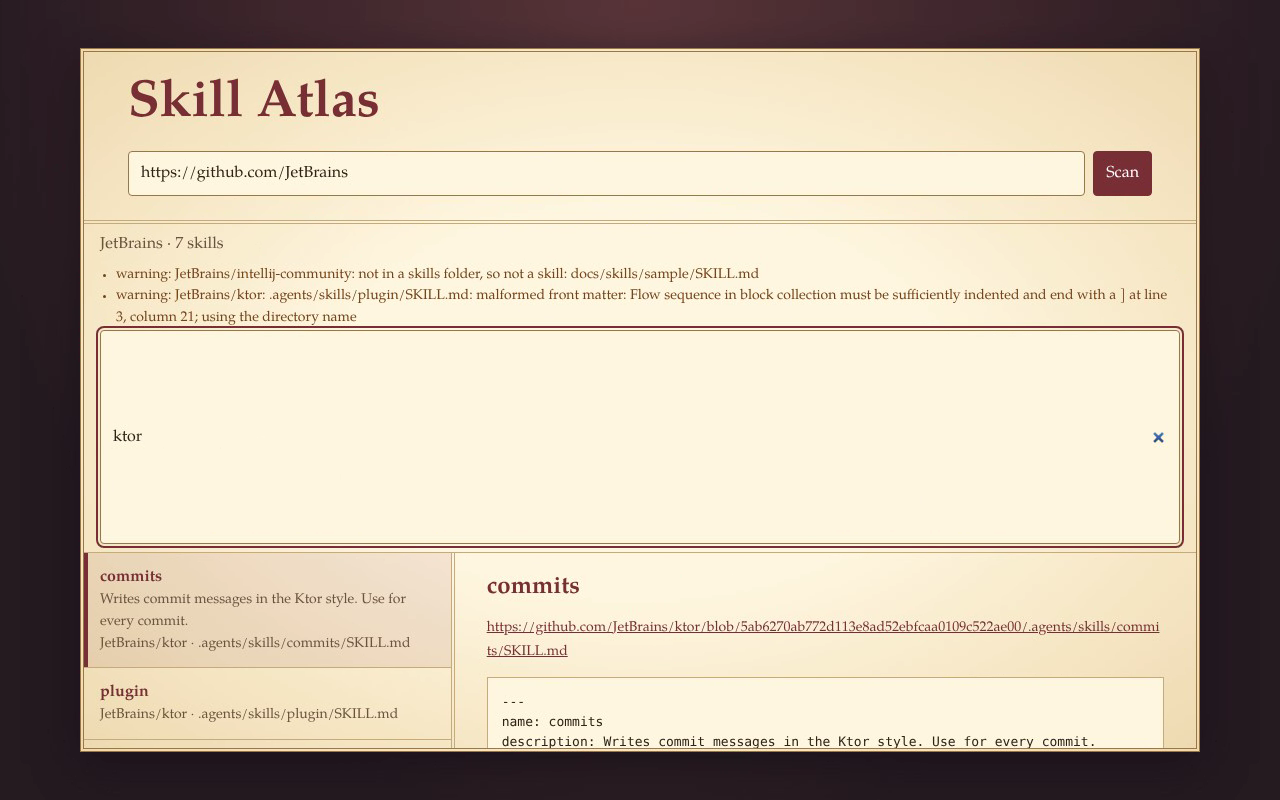 Skill Atlas
https://github.com/JetBrains
Scan
JetBrains · 7 skills
• warning: JetBrains/intellij-community: not in a skills folder, so not a skill: docs/skills/sample/SKILL.md
• warning: JetBrains/ktor: .agents/skills/plugin/SKILL.md: malformed front matter: Flow sequence in block collection must be sufficiently indented and end with a ] at line
3, column 21; using the directory name
ktor
commits
Writes commit messages in the Ktor style. Use for
every commit.
JetBrains/ktor · .agents/skills/commits/SKILL.md
plugin
JetBrains/ktor · .agents/skills/plugin/SKILL.md
commits
https://github.com/JetBrains/ktor/blob/5ab6270ab772d113e8ad52ebfcaa0109c522ae00/.agents/skills/commi
ts/SKILL.md
---
name: commits
description: Writes commit messages in the Ktor style. Use for every commit.